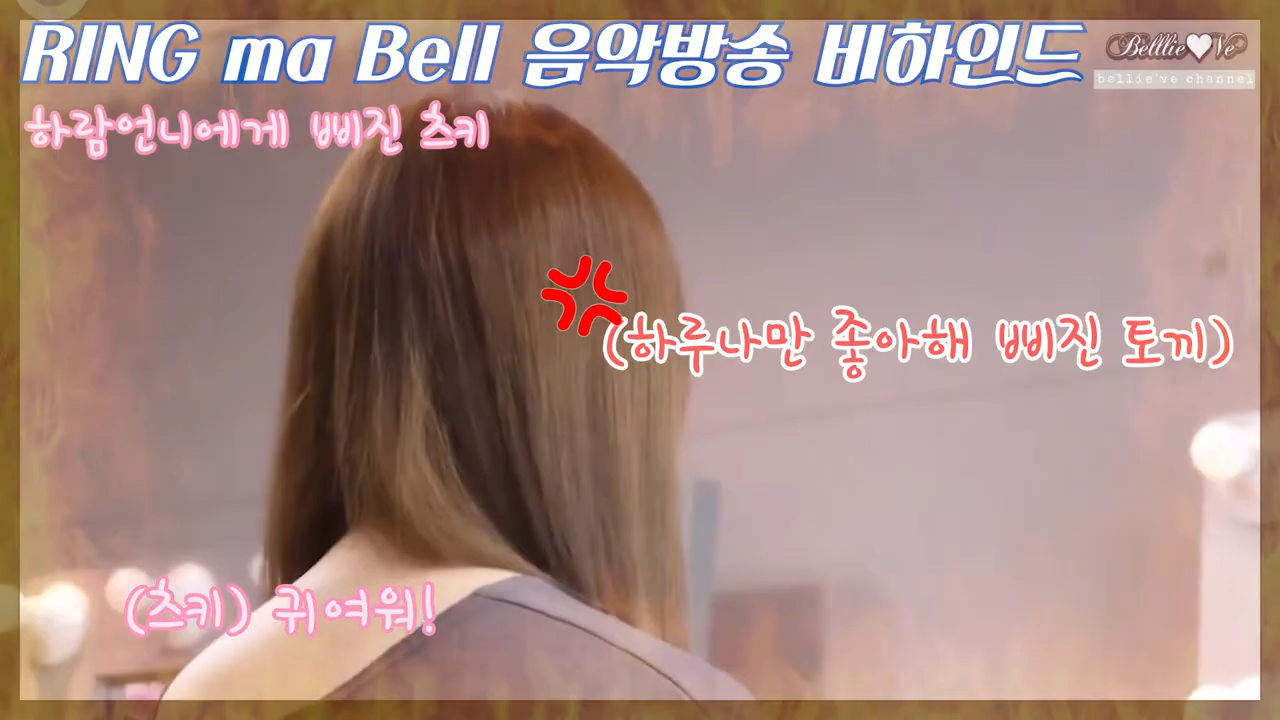 RING ma Bell 음악방송 비하인드
Belllie♥Ve
bellie've channel
하람언니에게 삐진 츠키
(하루나만 좋아해 삐진 토끼)
(츠키) 귀여워!